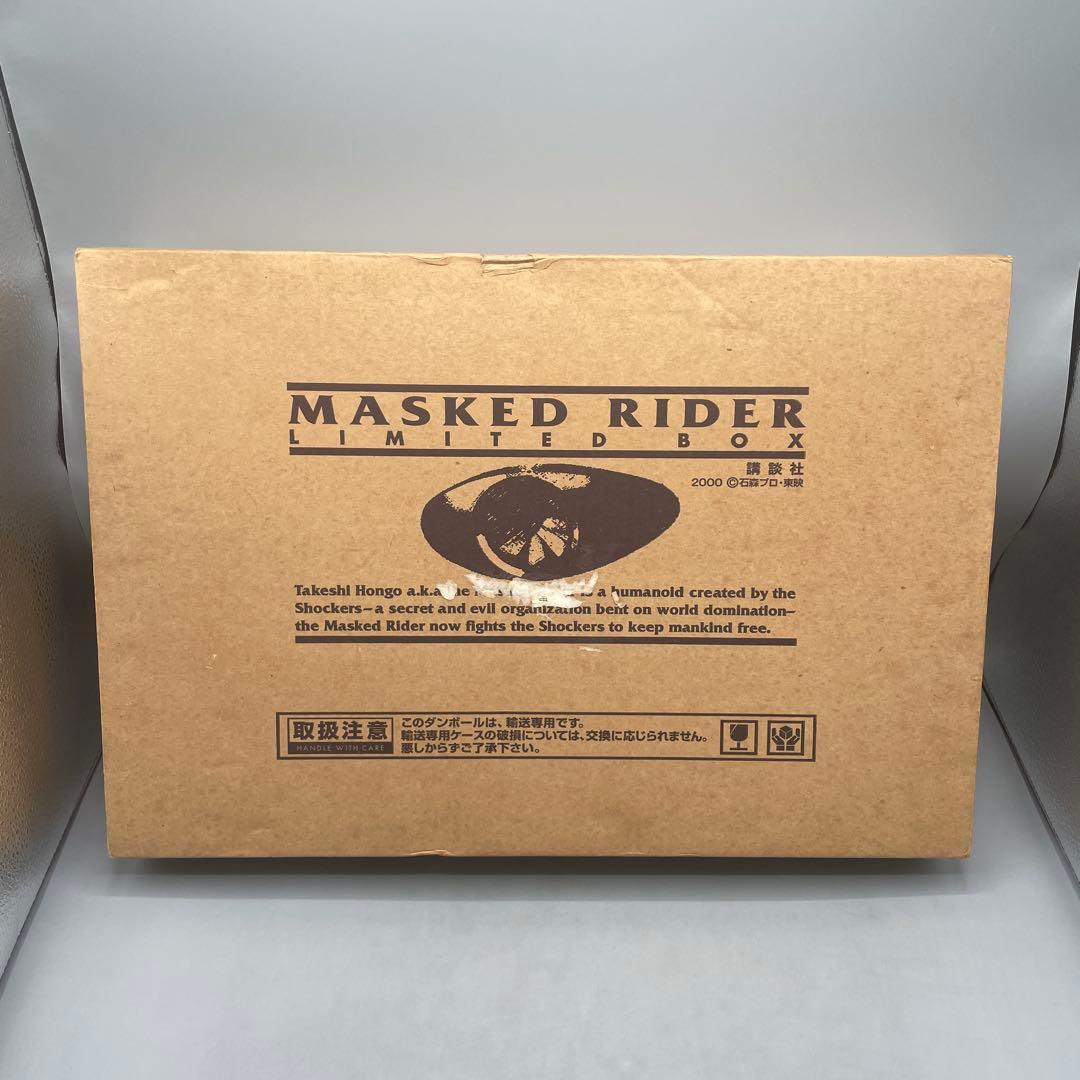 MASKED RIDER
LIMITED BOX
講談社
2000 ©石森プロ・東映
Takeshi Hongo a.k.a is a humanoid created by the
Shockers–a secret and evil organization bent on world domination–
the Masked Rider now fights the Shockers to keep mankind free.
取扱注意
HANDLE WITH CARE
このダンボールは、輸送専用です。
輸送専用ケースの破損については、交換に応じられません。
悪しからずご了承下さい。